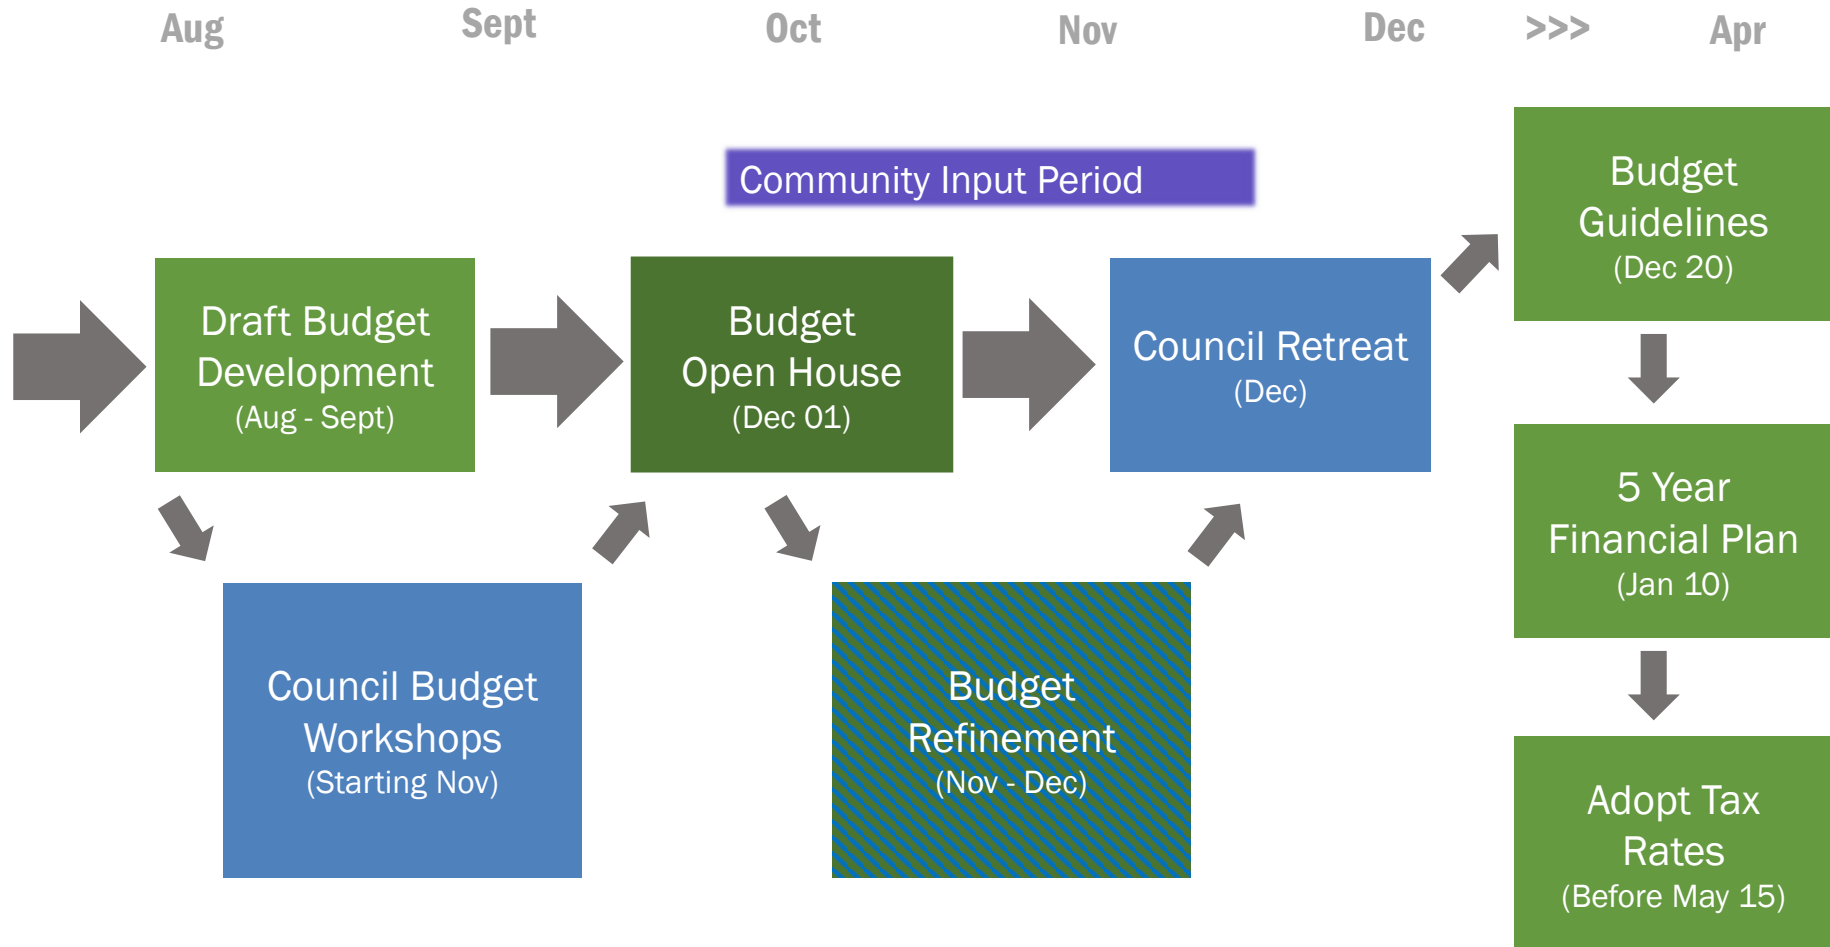 Aug Sept Oct Nov Dec >>> Apr
Community Input Period
Draft Budget
Development
(Aug - Sept)
Budget
Open House
(Dec 01)
Council Retreat
(Dec)
Council Budget
Workshops
(Starting Nov)
Budget
Refinement
(Nov - Dec)
Budget
Guidelines
(Dec 20)
5 Year
Financial Plan
(Jan 10)
Adopt Tax
Rates
(Before May 15)